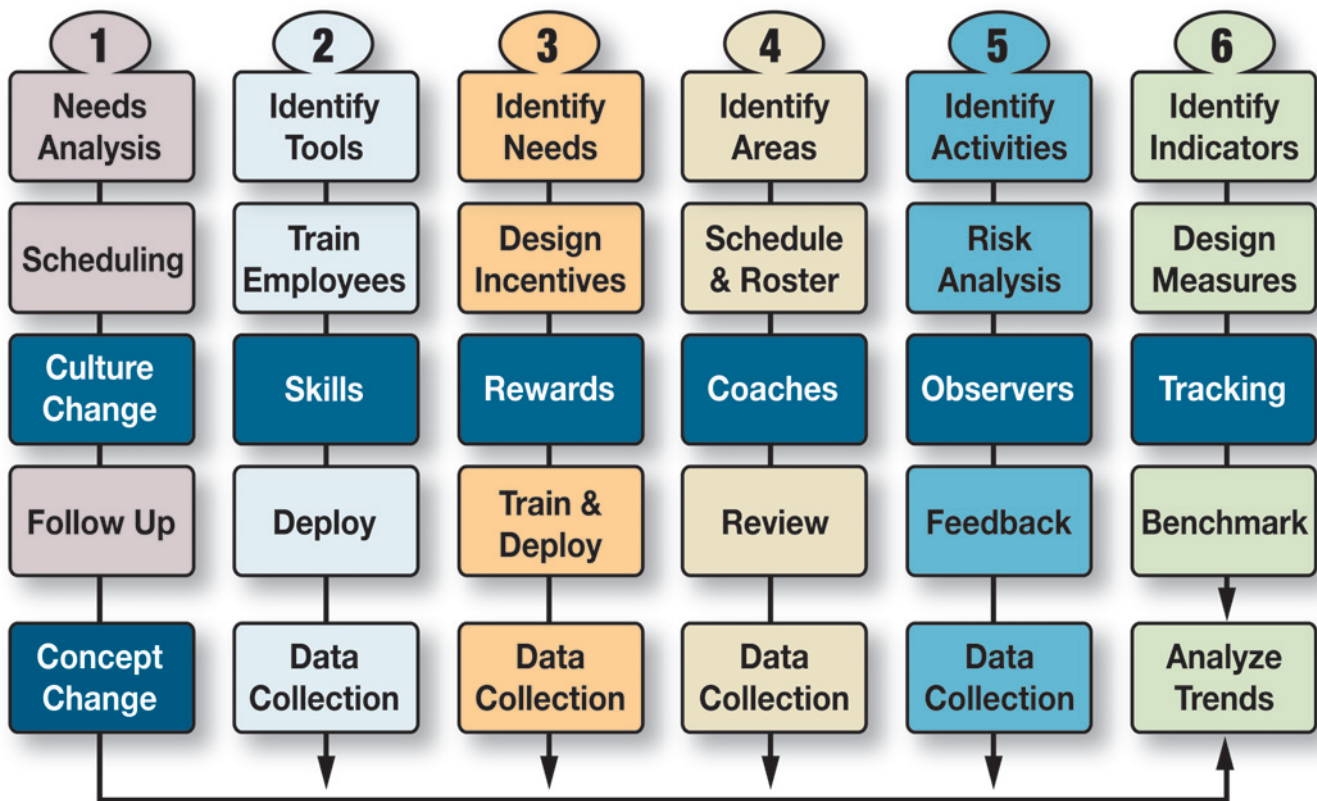 1
Needs
Analysis
Scheduling
Culture
Change
Follow Up
Concept
Change
2
Identify
Tools
Train
Employees
Skills
Deploy
Data
Collection
3
Identify
Needs
Design
Incentives
Rewards
Train &
Deploy
Data
Collection
4
Identify
Areas
Schedule
& Roster
Coaches
Review
Data
Collection
5
Identify
Activities
Risk
Analysis
Observers
Feedback
Data
Collection
6
Identify
Indicators
Design
Measures
Tracking
Benchmark
Analyze
Trends